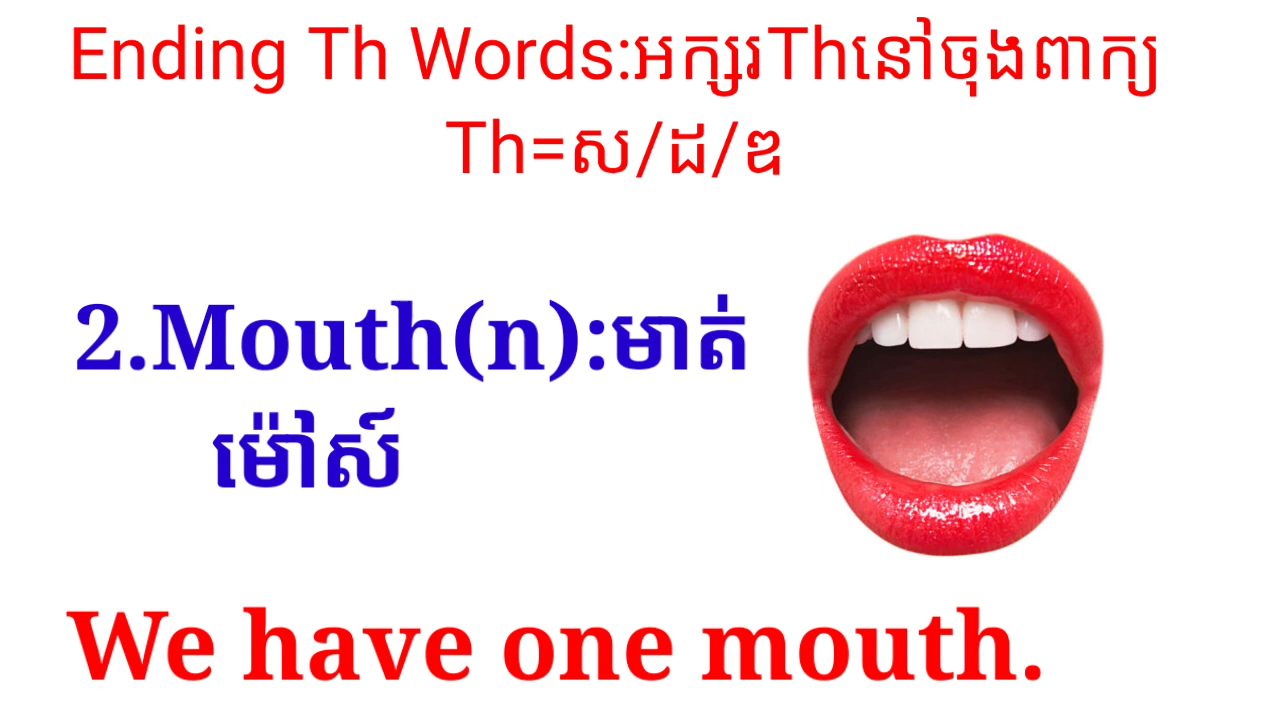 Ending Th Words:អក្សរThនៅចុងពាក្យ
Th=ស/ដ/ឌ
2.Mouth(n):មាត់
ម៉ៅស៍
We have one mouth.